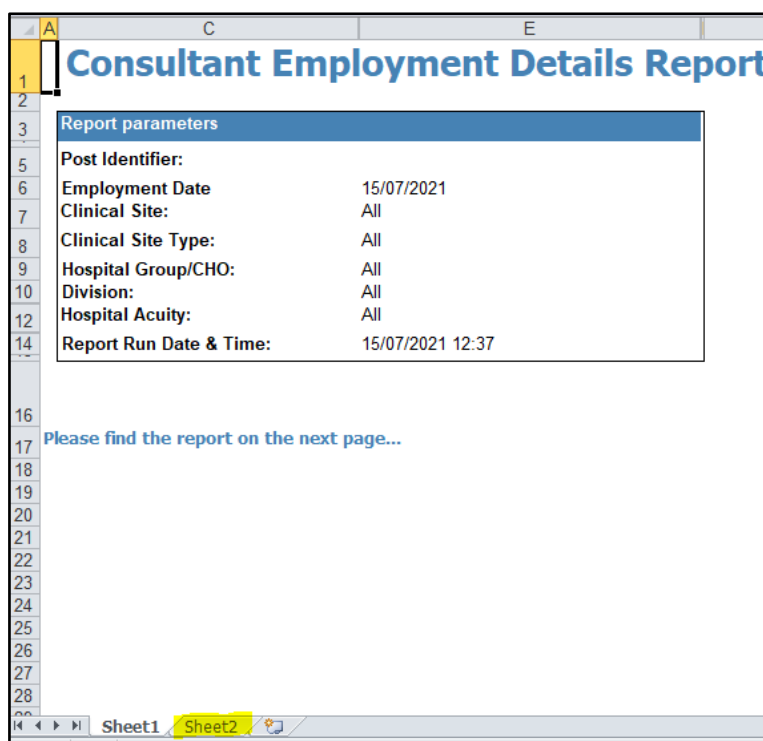 A C E
1 Consultant Employment Details Report
2
3 Report parameters
5 Post Identifier:
6 Employment Date 15/07/2021
7 Clinical Site: All
8 Clinical Site Type: All
9 Hospital Group/CHO: All
10 Division: All
12 Hospital Acuity: All
14 Report Run Date & Time: 15/07/2021 12:37
16
17 Please find the report on the next page...
18
19
20
21
22
23
24
25
26
27
28
Sheet1 Sheet2